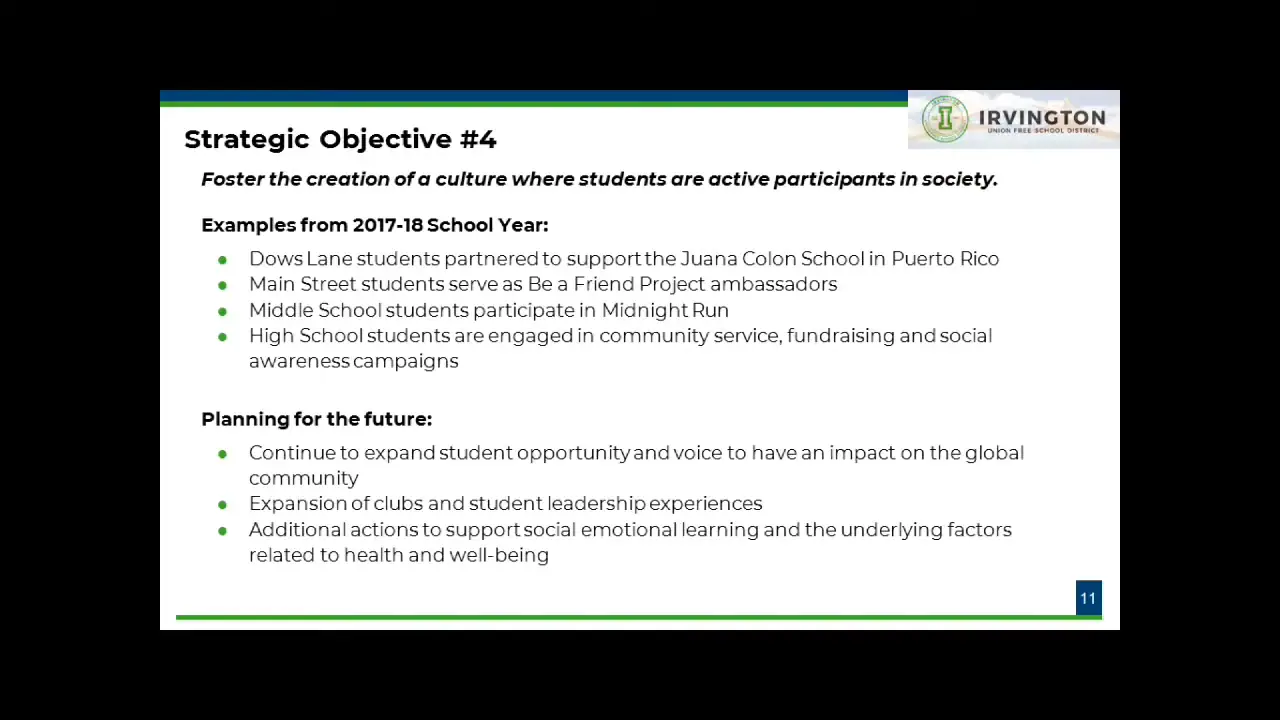 IRVINGTON
UNION FREE SCHOOL DISTRICT
Strategic Objective #4
Foster the creation of a culture where students are active participants in society.
Examples from 2017-18 School Year:
● Dows Lane students partnered to support the Juana Colon School in Puerto Rico
● Main Street students serve as Be a Friend Project ambassadors
● Middle School students participate in Midnight Run
● High School students are engaged in community service, fundraising and social
awareness campaigns
Planning for the future:
● Continue to expand student opportunity and voice to have an impact on the global
community
● Expansion of clubs and student leadership experiences
● Additional actions to support social emotional learning and the underlying factors
related to health and well-being
11